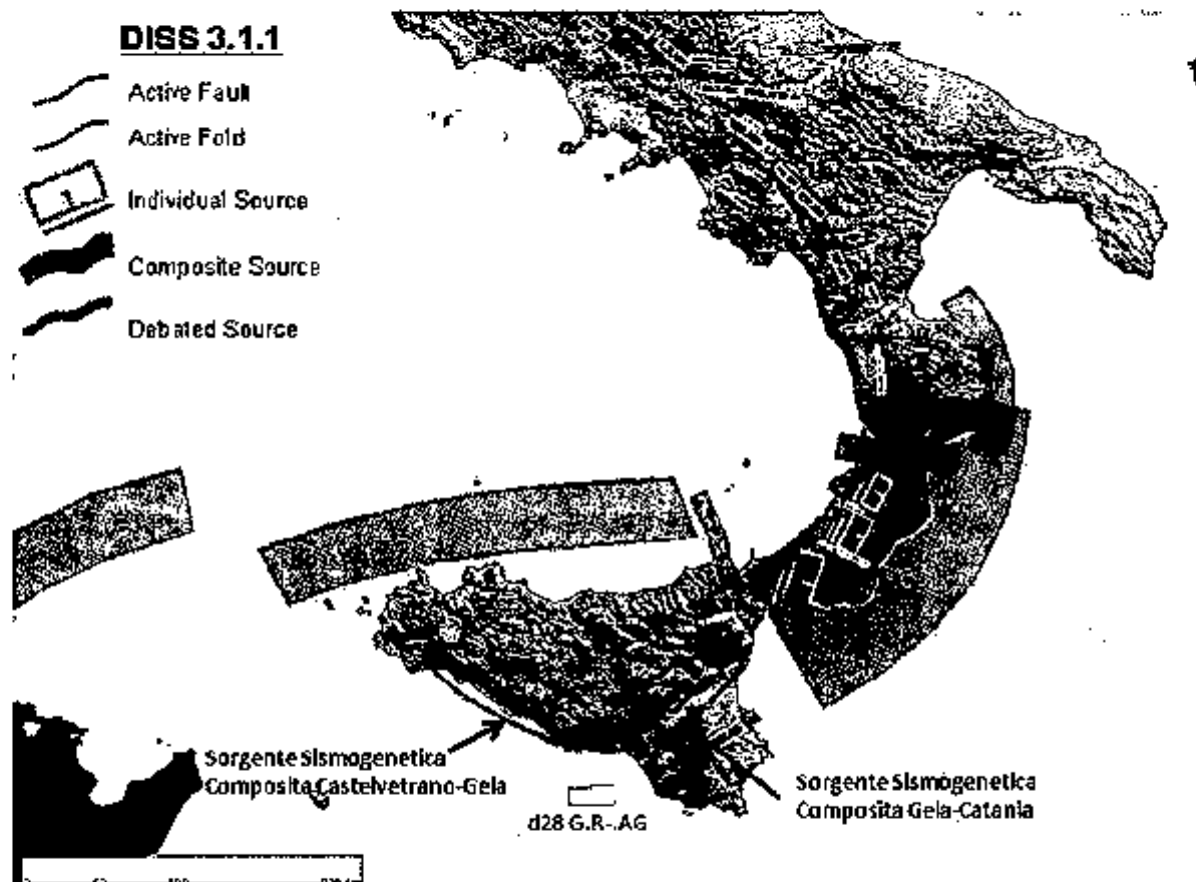 DISS 3.1.1
Active Fault
Active Fold
1
Individual Source
Composite Source
Debated Source
Sorgente Sismogenetica
Composita Castelvetrano-Gela
d28 G.R-.AG
Sorgente Sismogenetica
Composita Gela-Catania